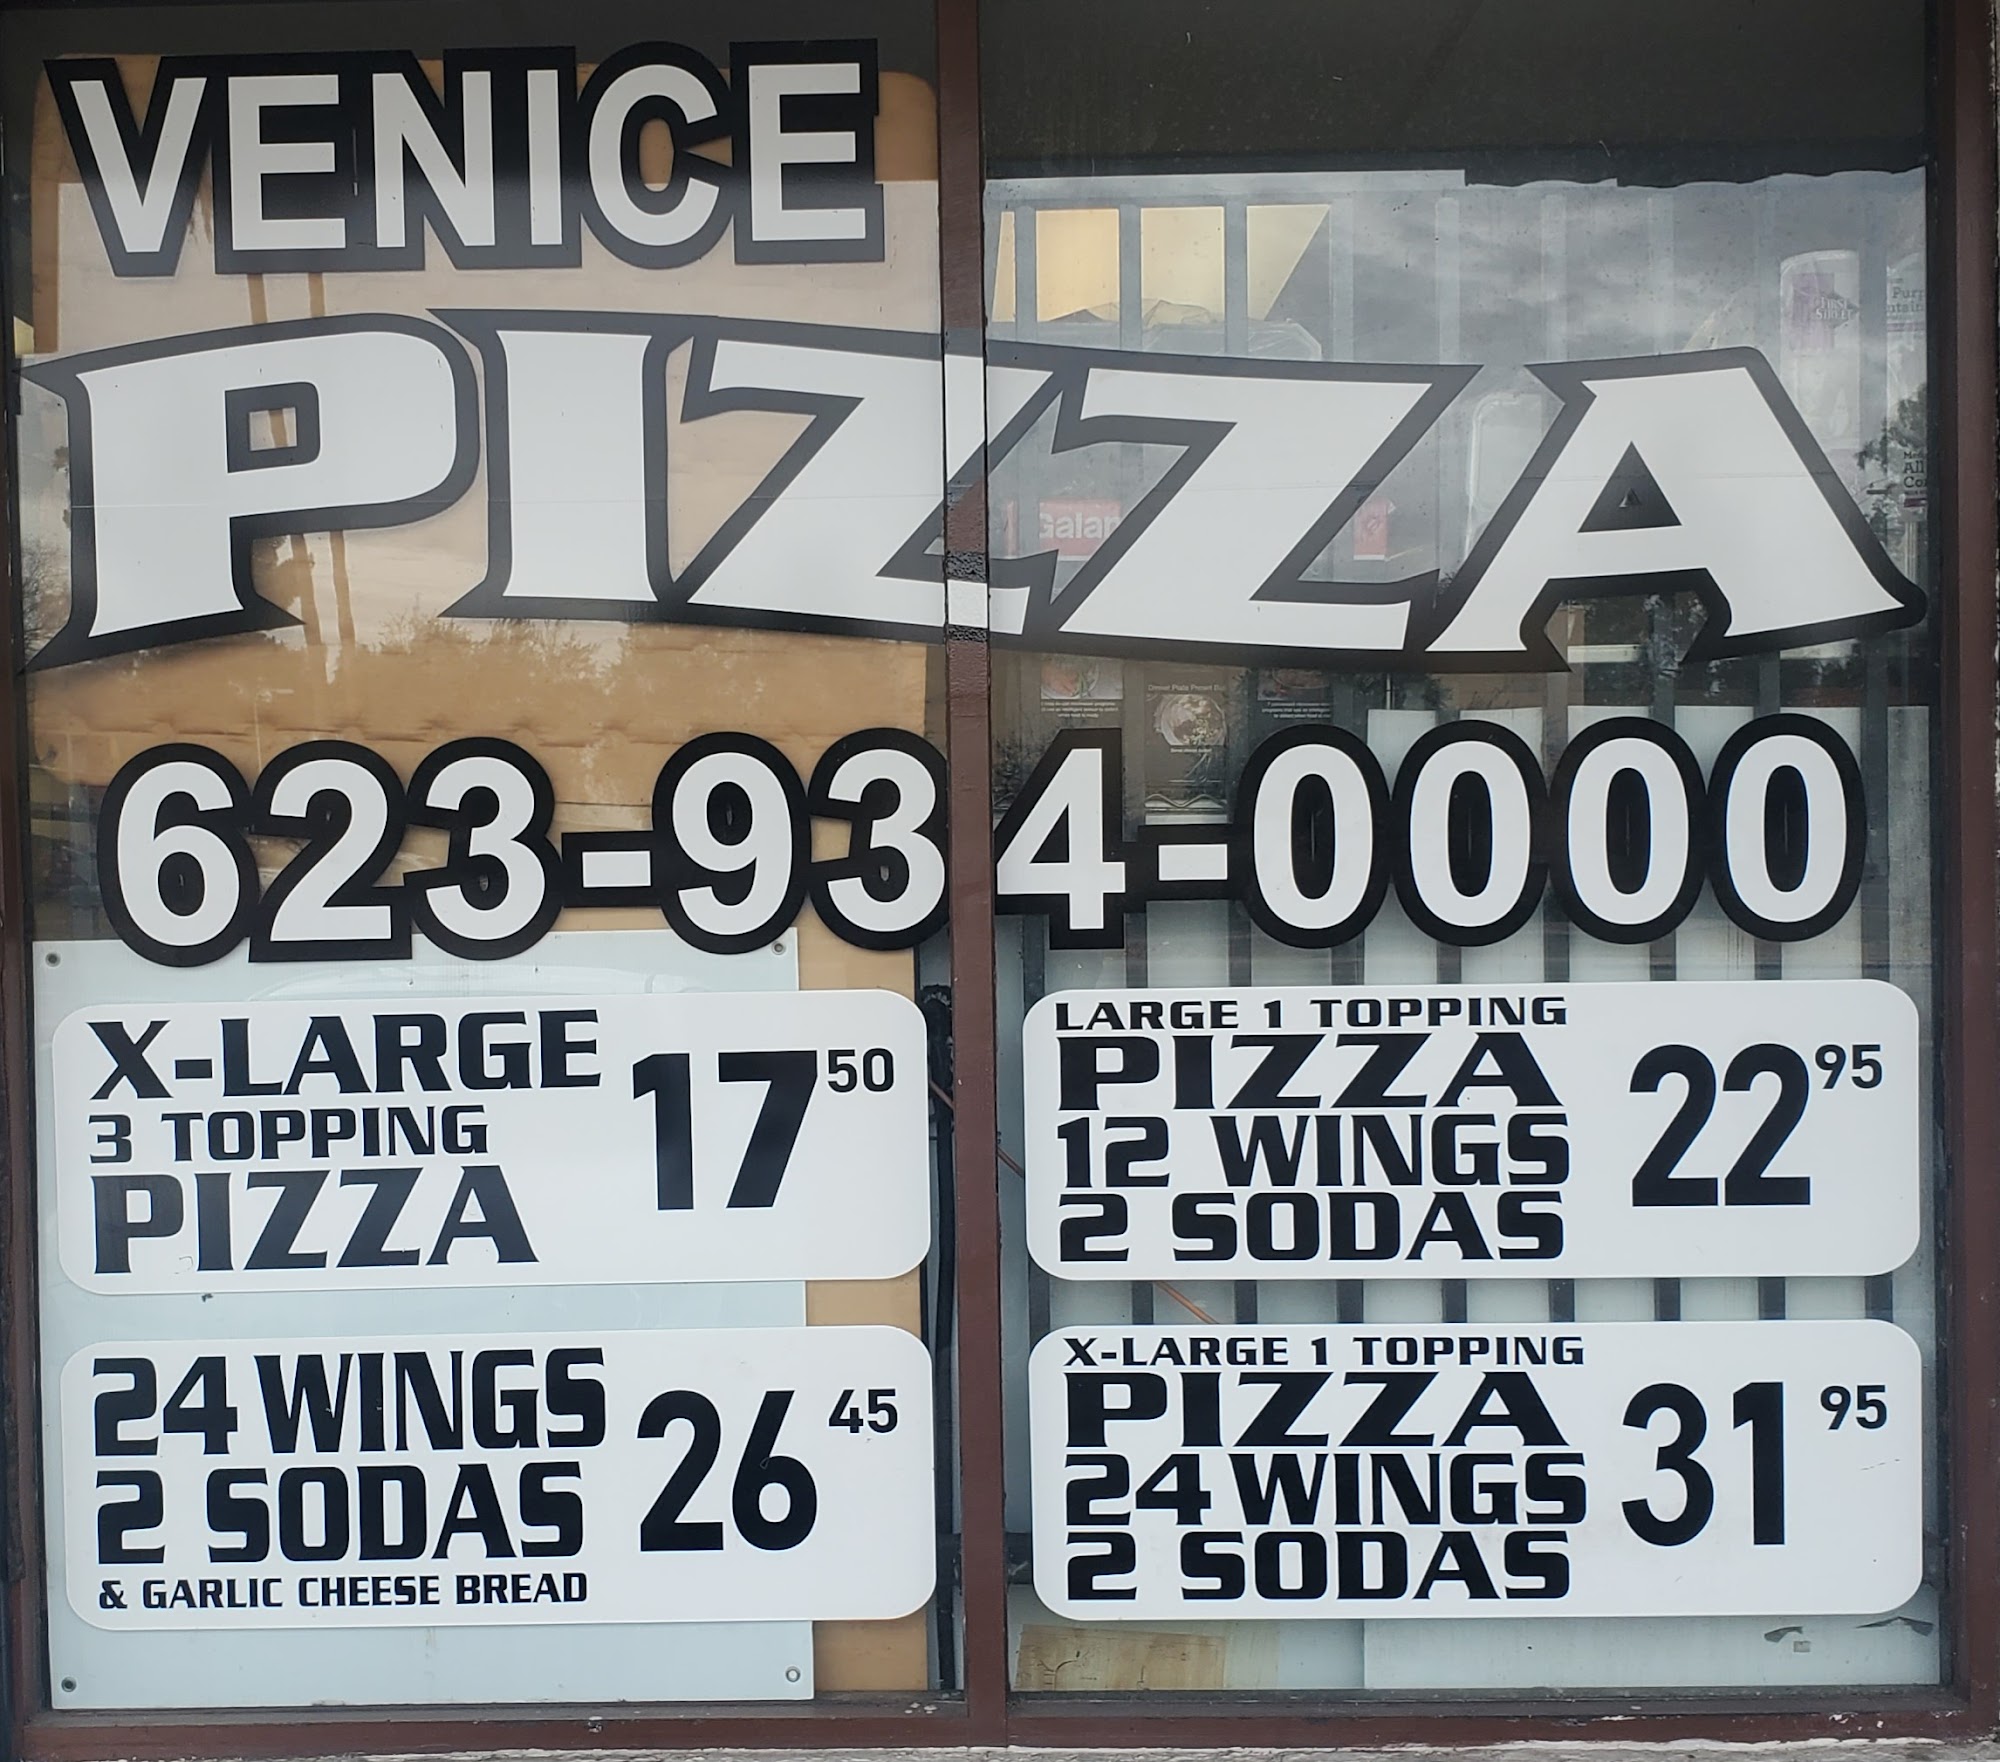 VENICE
PIZZA
623-934-0000
X-LARGE
3 TOPPING
PIZZA
17 50
LARGE 1 TOPPING
PIZZA
12 WINGS
2 SODAS
22 95
24 WINGS
2 SODAS
& GARLIC CHEESE BREAD
26 45
X-LARGE 1 TOPPING
PIZZA
24 WINGS
2 SODAS
31 95
FIRST
STREET